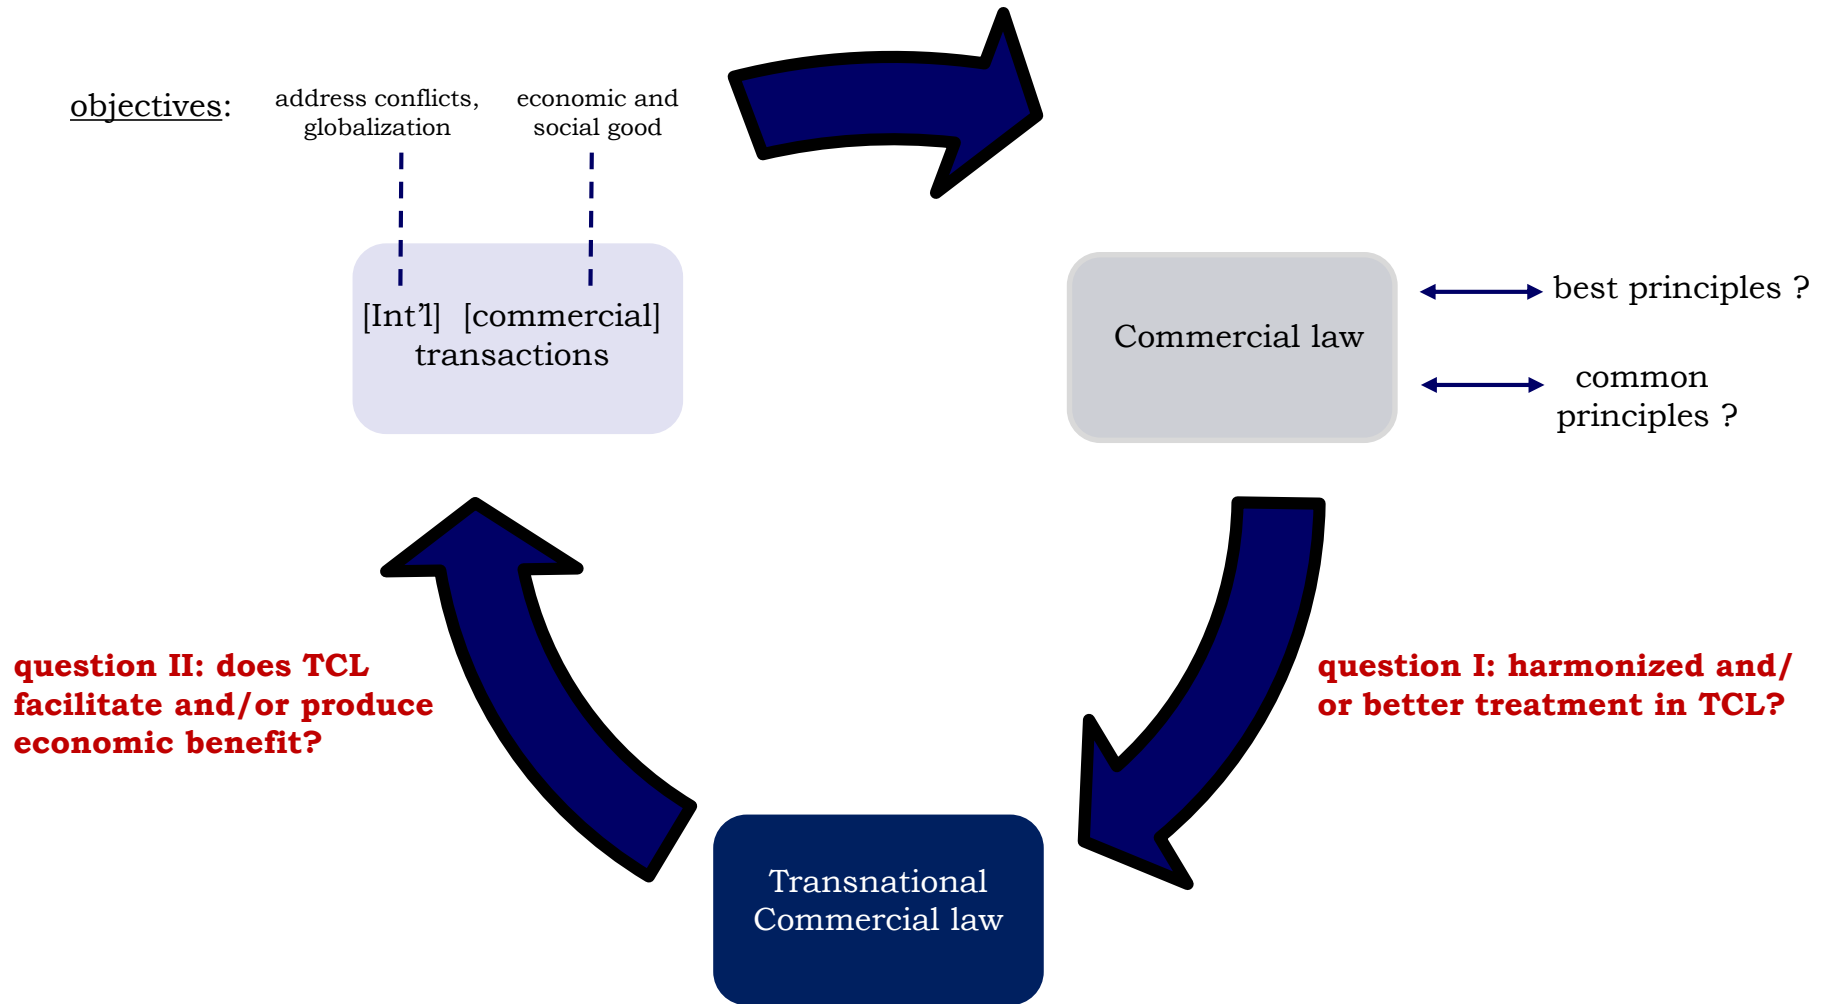 objectives:
address conflicts,
globalization
economic and
social good
[Int’l] [commercial]
transactions
Commercial law
best principles ?
common
principles ?
question II: does TCL
facilitate and/or produce
economic benefit?
question I: harmonized and/
or better treatment in TCL?
Transnational
Commercial law